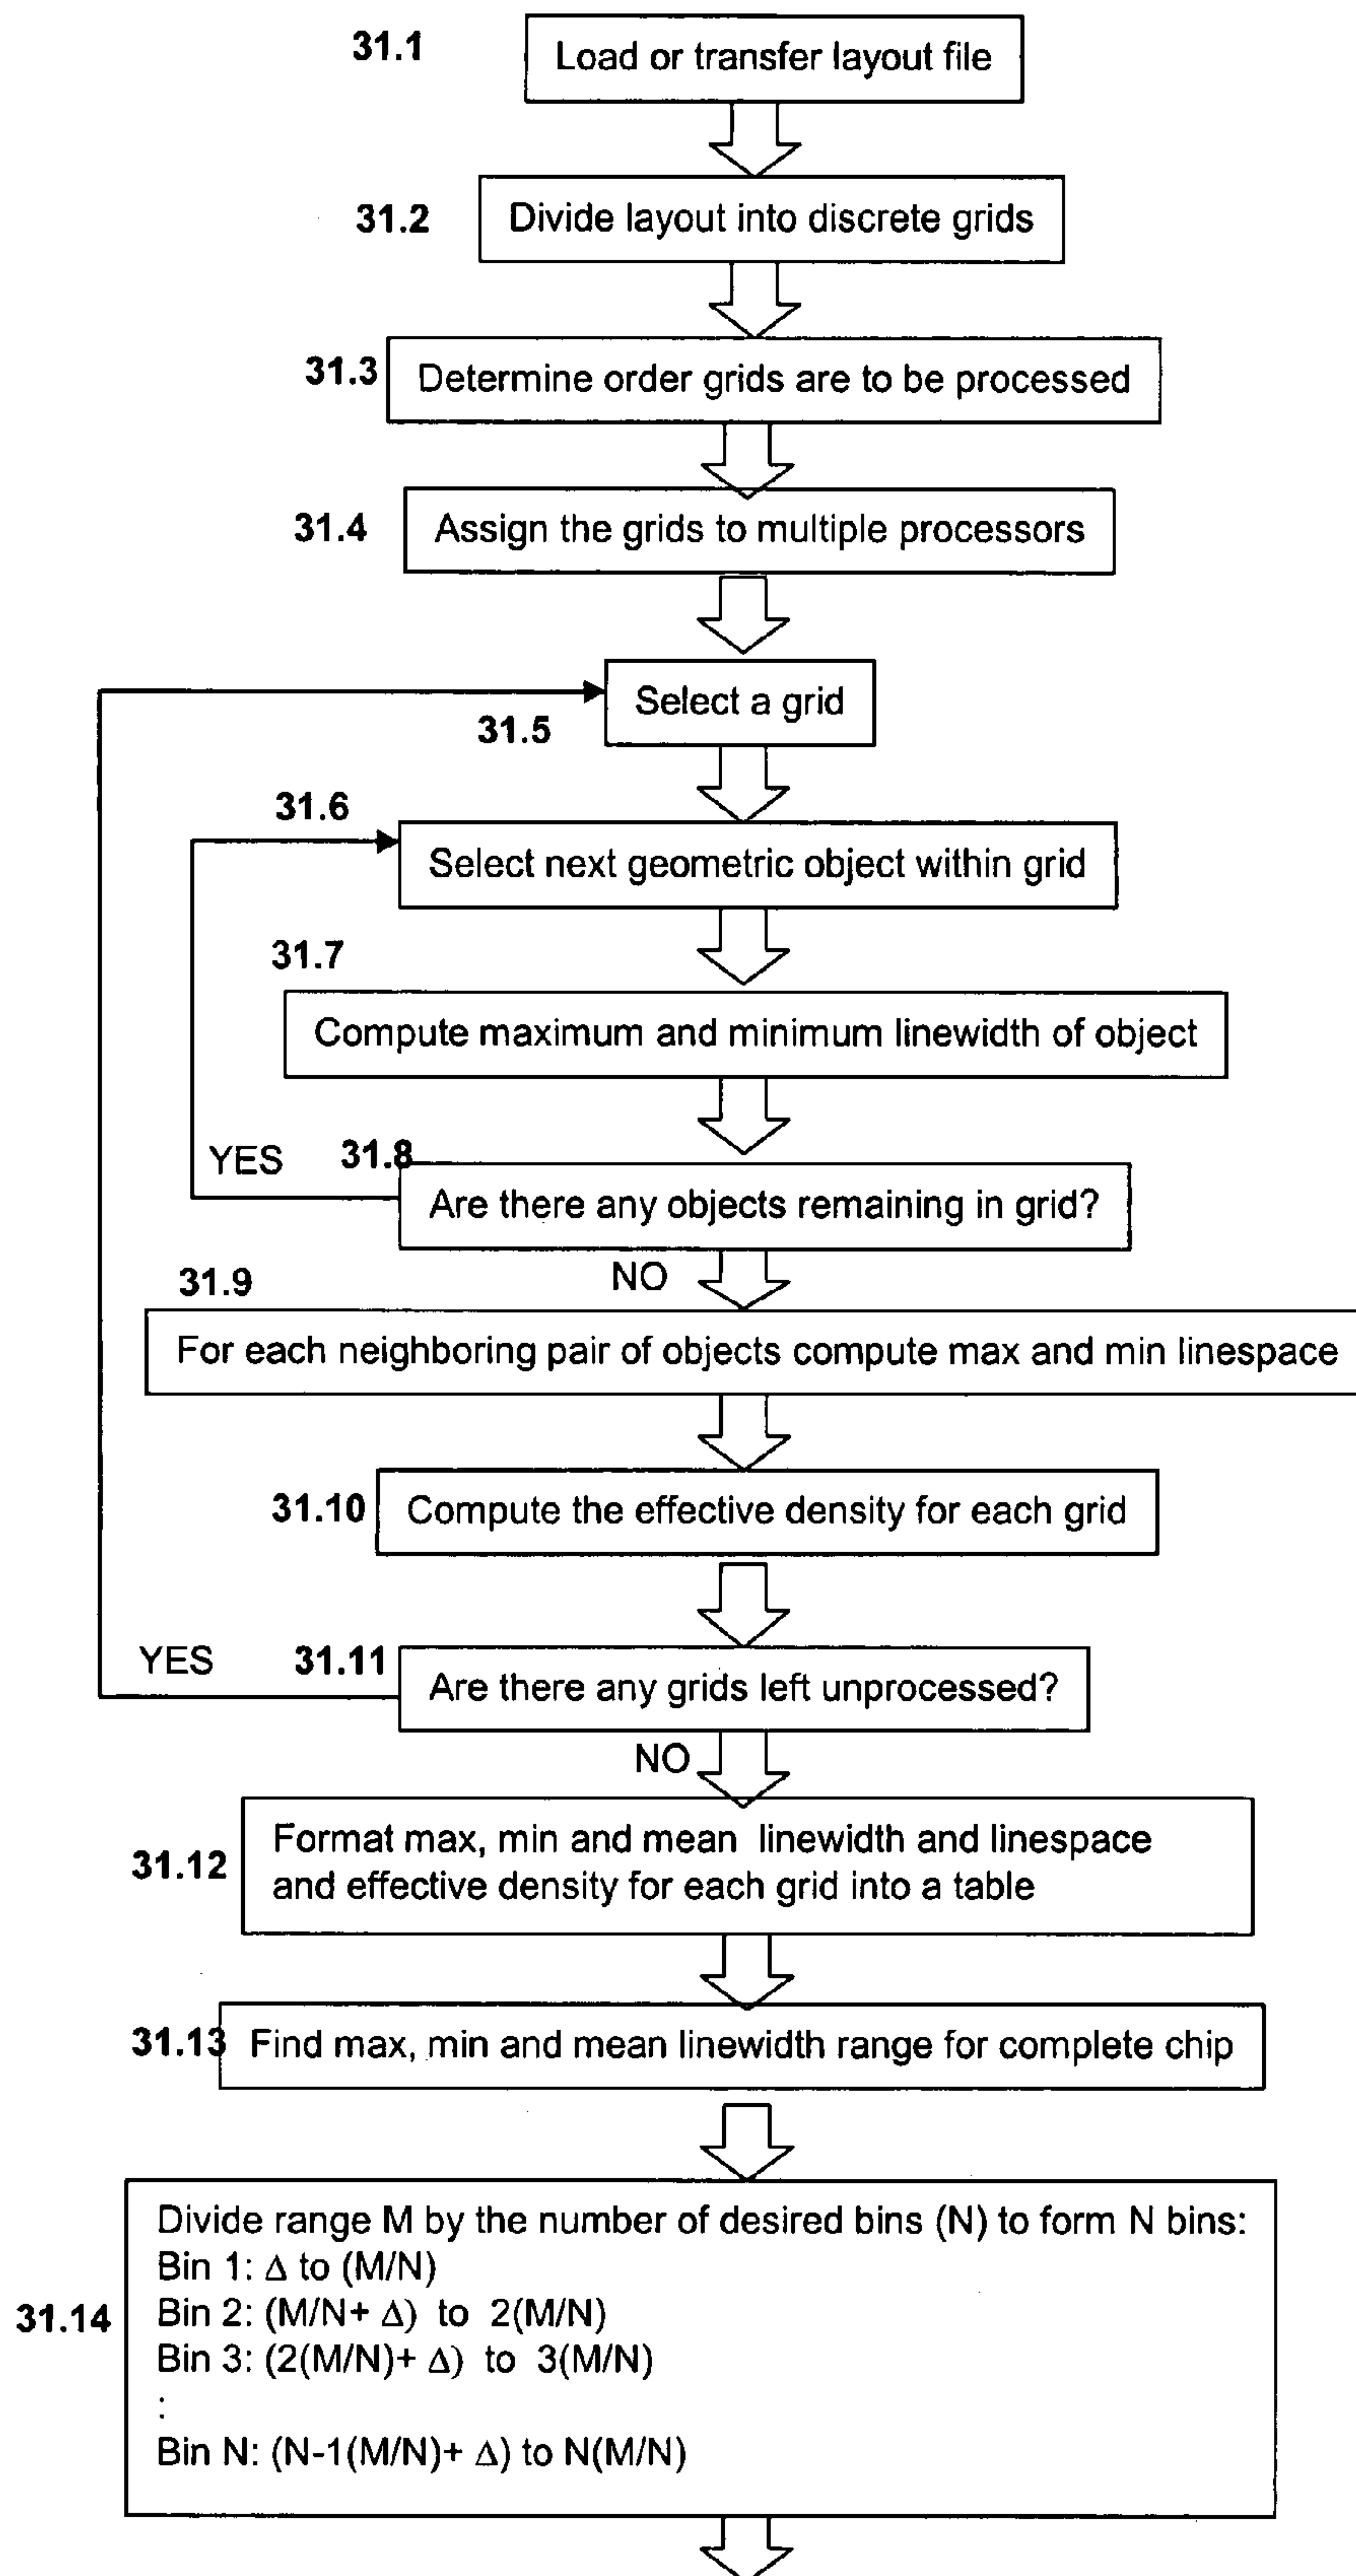 31.1
Load or transfer layout file
31.2
Divide layout into discrete grids
31.3
Determine order grids are to be processed
31.4
Assign the grids to multiple processors
Select a grid
31.5
31.6
Select next geometric object within grid
31.7
Compute maximum and minimum linewidth of object
YES
31.8
Are there any objects remaining in grid?
NO
31.9
For each neighboring pair of objects compute max and min linespace
31.10
Compute the effective density for each grid
YES
31.11
Are there any grids left unprocessed?
NO
31.12
Format max, min and mean linewidth and linespace
and effective density for each grid into a table
31.13
Find max, min and mean linewidth range for complete chip
31.14
Divide range M by the number of desired bins (N) to form N bins:
Bin 1: Δ to (M/N)
Bin 2: (M/N+ Δ) to 2(M/N)
Bin 3: (2(M/N)+ Δ) to 3(M/N)
:
Bin N: (N-1(M/N)+ Δ) to N(M/N)